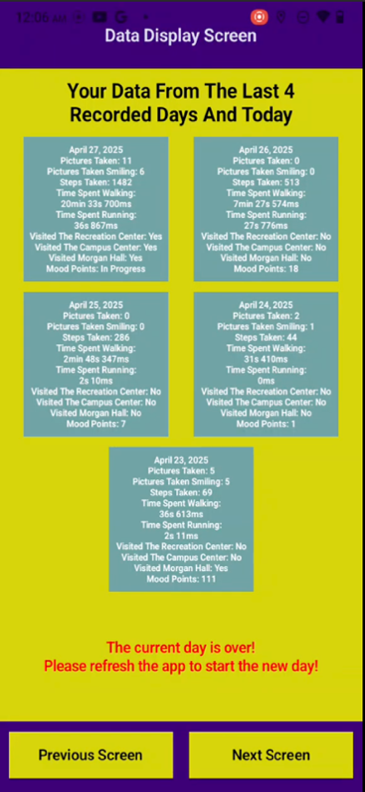 12:06 AM
Data Display Screen
Your Data From The Last 4
Recorded Days And Today
April 27, 2025
Pictures Taken: 11
Pictures Taken Smiling: 6
Steps Taken: 1482
Time Spent Walking:
20min 33s 700ms
Time Spent Running:
36s 867ms
Visited The Recreation Center: Yes
Visited The Campus Center: Yes
Visited Morgan Hall: Yes
Mood Points: In Progress
April 26, 2025
Pictures Taken: 0
Pictures Taken Smiling: 0
Steps Taken: 513
Time Spent Walking:
7min 27s 574ms
Time Spent Running:
27s 776ms
Visited The Recreation Center: No
Visited The Campus Center: No
Visited Morgan Hall: No
Mood Points: 18
April 25, 2025
Pictures Taken: 0
Pictures Taken Smiling: 0
Steps Taken: 286
Time Spent Walking:
2min 48s 347ms
Time Spent Running:
2s 10ms
Visited The Recreation Center: No
Visited The Campus Center: No
Visited Morgan Hall: No
Mood Points: 7
April 24, 2025
Pictures Taken: 2
Pictures Taken Smiling: 1
Steps Taken: 44
Time Spent Walking:
31s 410ms
Time Spent Running:
0ms
Visited The Recreation Center: No
Visited The Campus Center: No
Visited Morgan Hall: No
Mood Points: 1
April 23, 2025
Pictures Taken: 5
Pictures Taken Smiling: 5
Steps Taken: 69
Time Spent Walking:
36s 613ms
Time Spent Running:
2s 11ms
Visited The Recreation Center: No
Visited The Campus Center: No
Visited Morgan Hall: Yes
Mood Points: 111
The current day is over!
Please refresh the app to start the new day!
Previous Screen
Next Screen